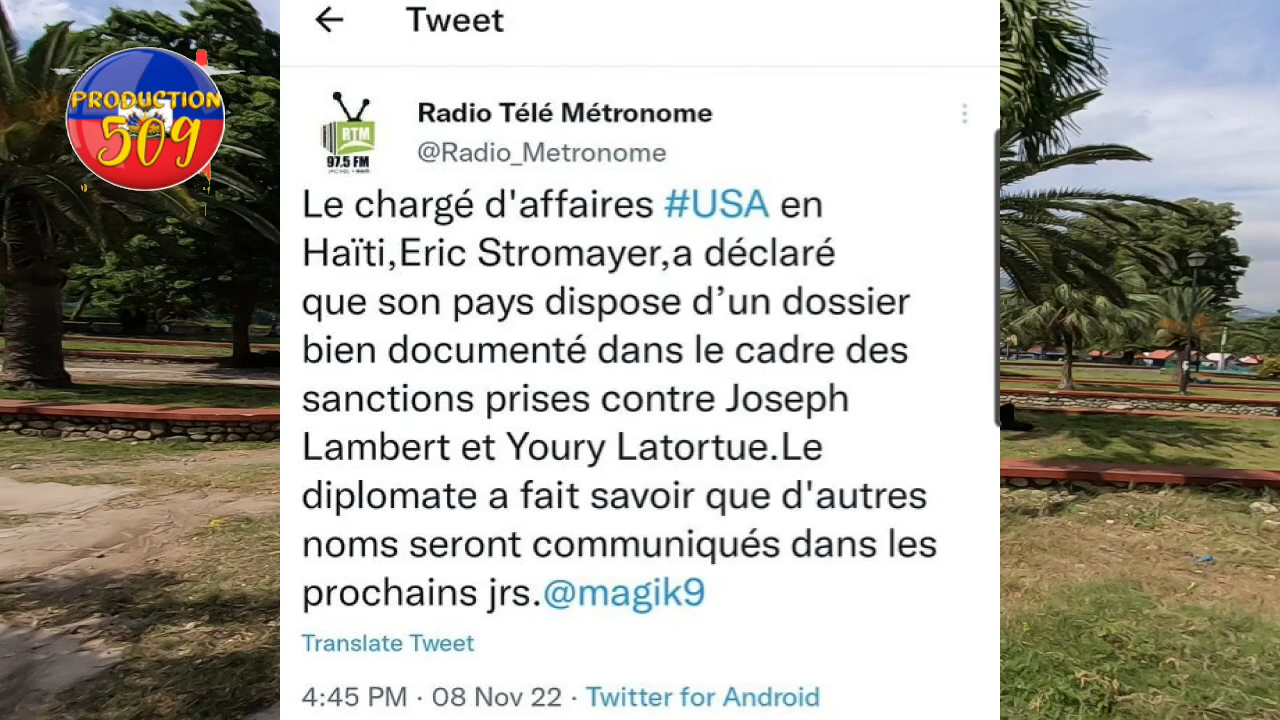 Tweet
PRODUCTION
509
RTM
97.5 FM
JACMEL • HAITI
Radio Télé Métronome
@Radio_Metronome
Le chargé d'affaires #USA en
Haïti,Eric Stromayer,a déclaré
que son pays dispose d’un dossier
bien documenté dans le cadre des
sanctions prises contre Joseph
Lambert et Youry Latortue.Le
diplomate a fait savoir que d'autres
noms seront communiqués dans les
prochains jrs.@magik9
Translate Tweet
4:45 PM · 08 Nov 22 · Twitter for Android